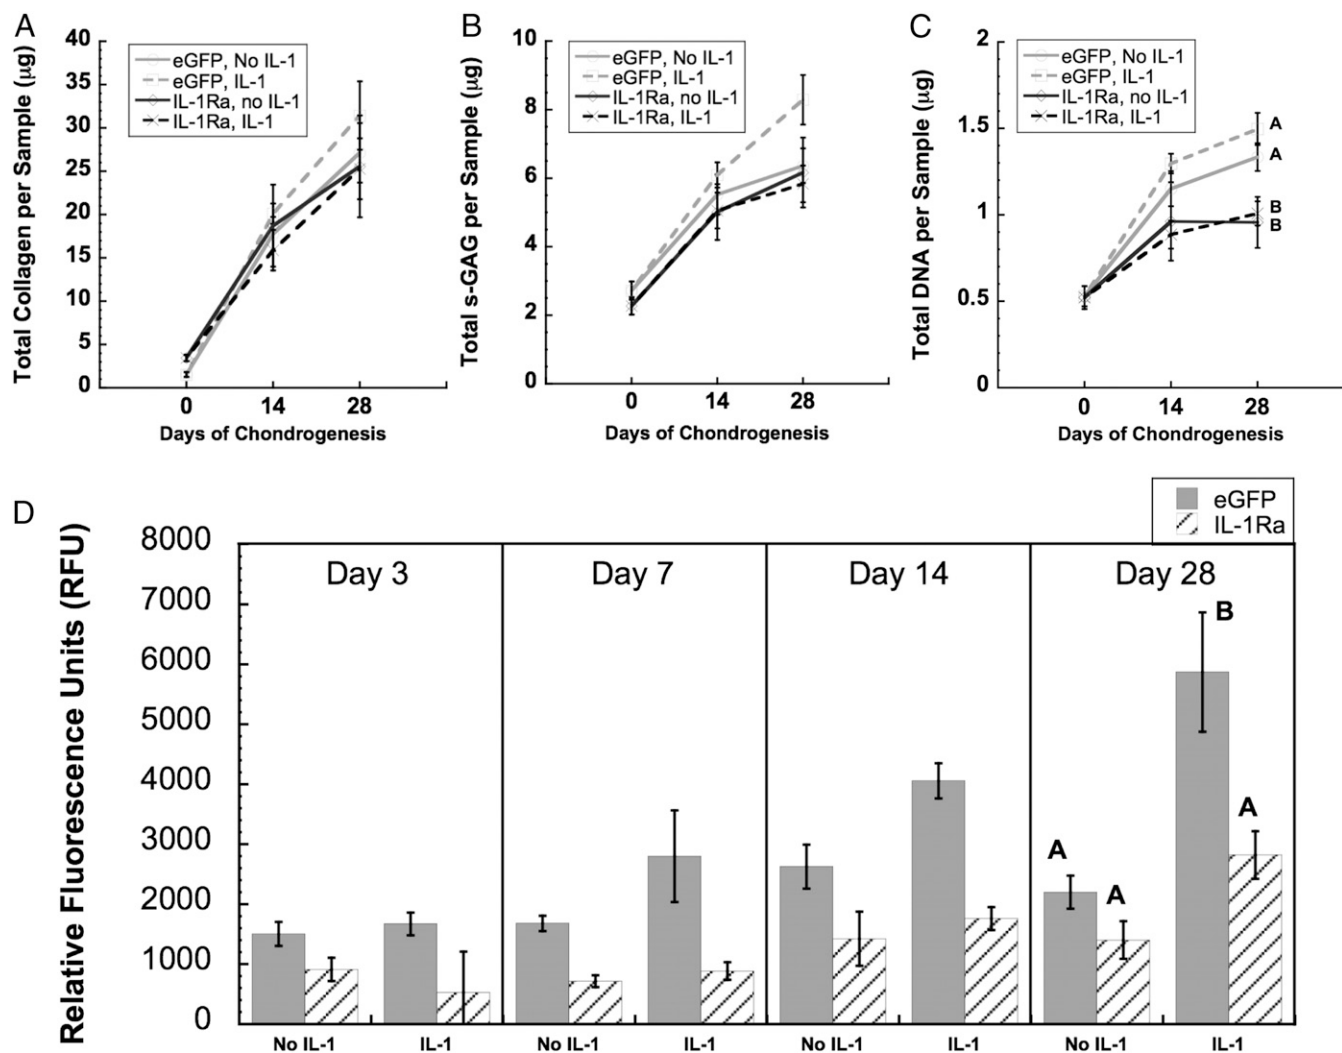 A
Total Collagen per Sample (µg)
40
35
30
25
20
15
10
5
0
eGFP, No IL-1
eGFP, IL-1
IL-1Ra, no IL-1
IL-1Ra, IL-1
0 14 28
Days of Chondrogenesis
B
Total s-GAG per Sample (µg)
10
8
6
4
2
0
eGFP, No IL-1
eGFP, IL-1
IL-1Ra, no IL-1
IL-1Ra, IL-1
0 14 28
Days of Chondrogenesis
C
Total DNA per Sample (µg)
2
1.5
1
0.5
0
eGFP, No IL-1
eGFP, IL-1
IL-1Ra, no IL-1
IL-1Ra, IL-1
A
A
B
B
0 14 28
Days of Chondrogenesis
D
Relative Fluorescence Units (RFU)
8000
7000
6000
5000
4000
3000
2000
1000
0
eGFP
IL-1Ra
Day 3 Day 7 Day 14 Day 28
B
A
A
A
No IL-1 IL-1 No IL-1 IL-1 No IL-1 IL-1 No IL-1 IL-1